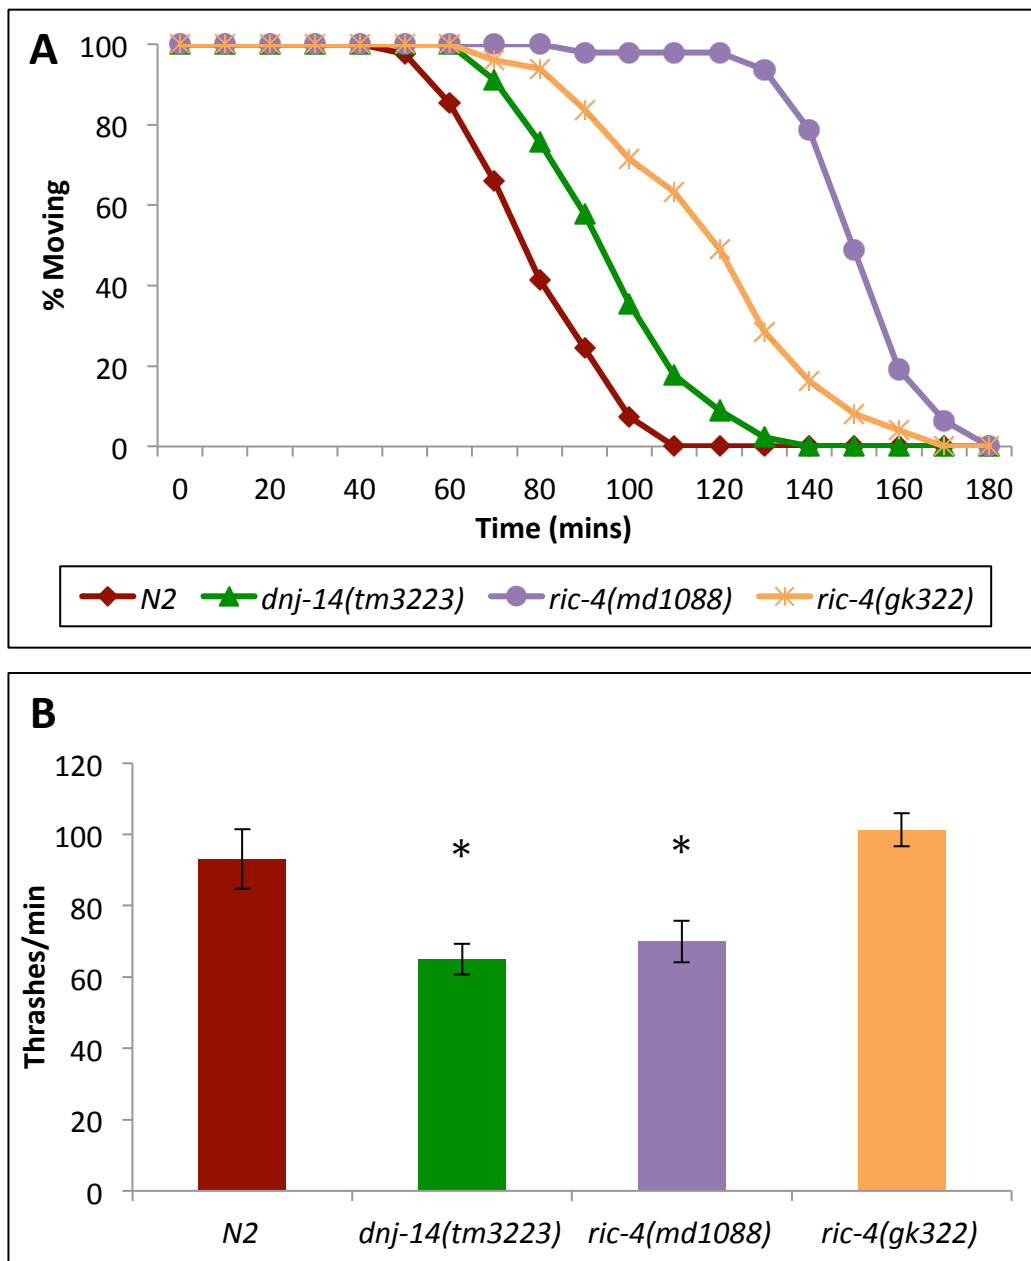 A
100
80
60
40
20
0
% Moving
0 20 40 60 80 100 120 140 160 180
Time (mins)
N2 dnj-14(tm3223) ric-4(md1088) ric-4(gk322)
B
120
100
80
60
40
20
0
Thrashes/min
* *
N2 dnj-14(tm3223) ric-4(md1088) ric-4(gk322)